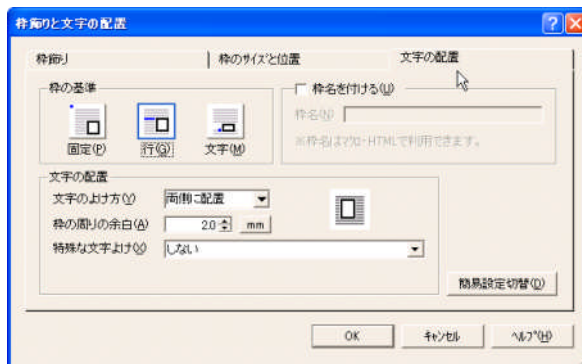 枠飾りと文字の配置
枠飾り 枠のサイズと位置 文字の配置
枠の基準
固定(P) 行(G) 文字(M)
枠名を付ける(U)
枠名(N)
※枠名はマクロ・HTMLで利用できます。
文字の配置
文字のよけ方(Y) 両側に配置
枠の周りの余白(A) 2.0 mm
特殊な文字よけ(X) しない
簡易設定切替(D)
OK キャンセル ヘルプ(H)